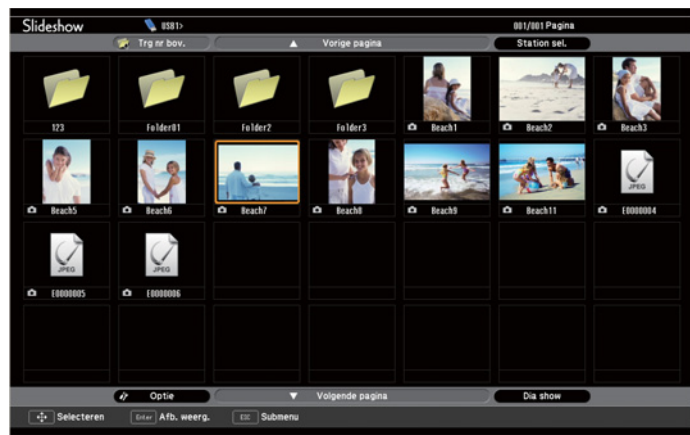 Slideshow USB1> 001/001 Pagina
Trg nr bov. ▲ Vorige pagina Station sel.
123 Folder01 Folder2 Folder3 Beach1 Beach2 Beach3
Beach5 Beach6 Beach7 Beach8 Beach9 Beach11 JPEG E0000004
JPEG E0000005 JPEG E0000006
Optie ▼ Volgende pagina Dia show
Selecteren Enter Afb. weerg. ESC Submenu